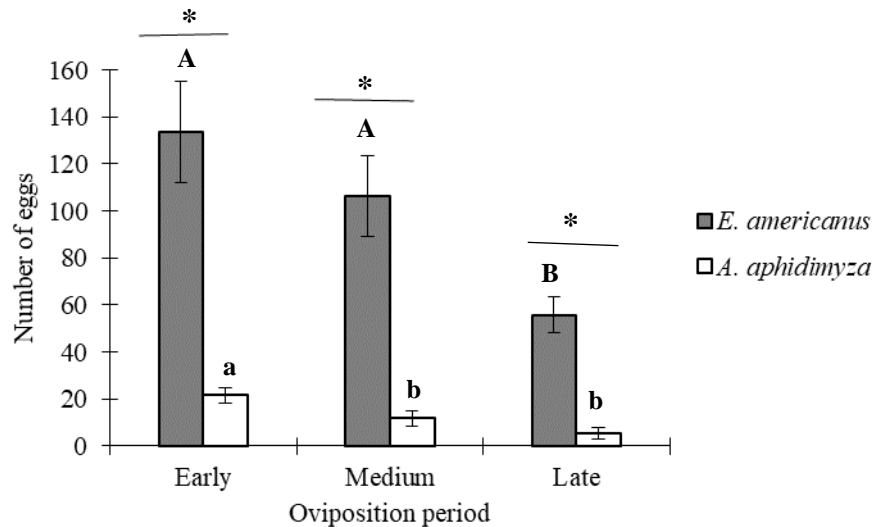 *
A
160
*
140
A
120
100
*
E. americanus
80
A. aphidimyza
B
60
40
a
b
20
b
0
Number of eggs
Early Medium Late
Oviposition period